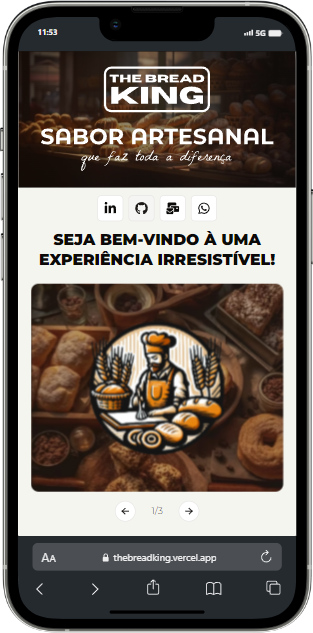 11:53
5G
THE BREAD
KING
SABOR ARTESANAL
que faz toda a diferença
in
SEJA BEM-VINDO À UMA
EXPERIÊNCIA IRRESISTÍVEL!
1/3
AA
thebreadking.vercel.app